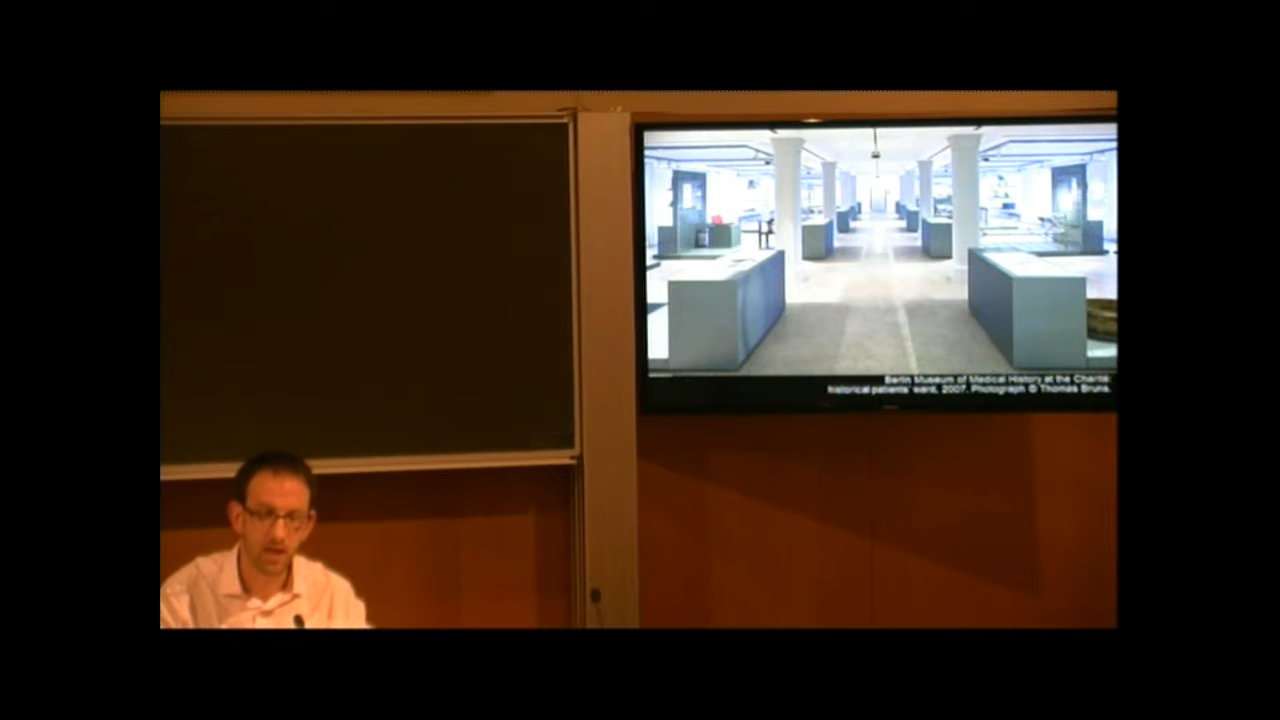 Berlin Museum of Medical History at the Charité:
historical patients' ward, 2007. Photograph © Thomas Bruns.